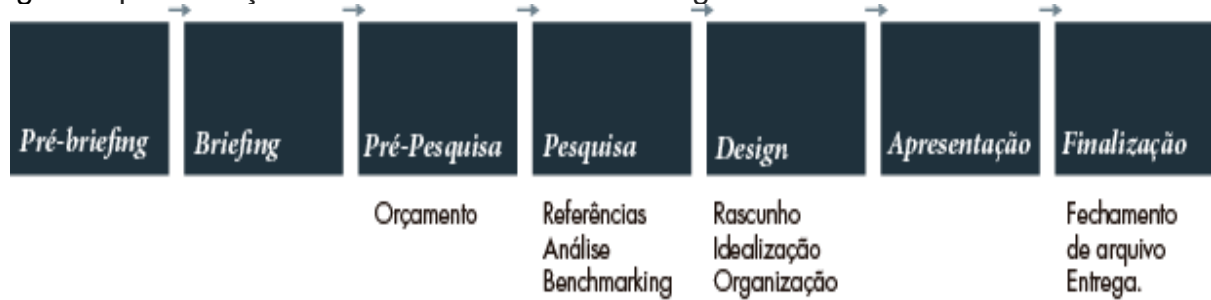 Pré-briefing
Briefing
Pré-Pesquisa
Pesquisa
Design
Apresentação
Finalização
Orçamento
Referências
Análise
Benchmarking
Rascunho
Idealização
Organização
Fechamento
de arquivo
Entrega.